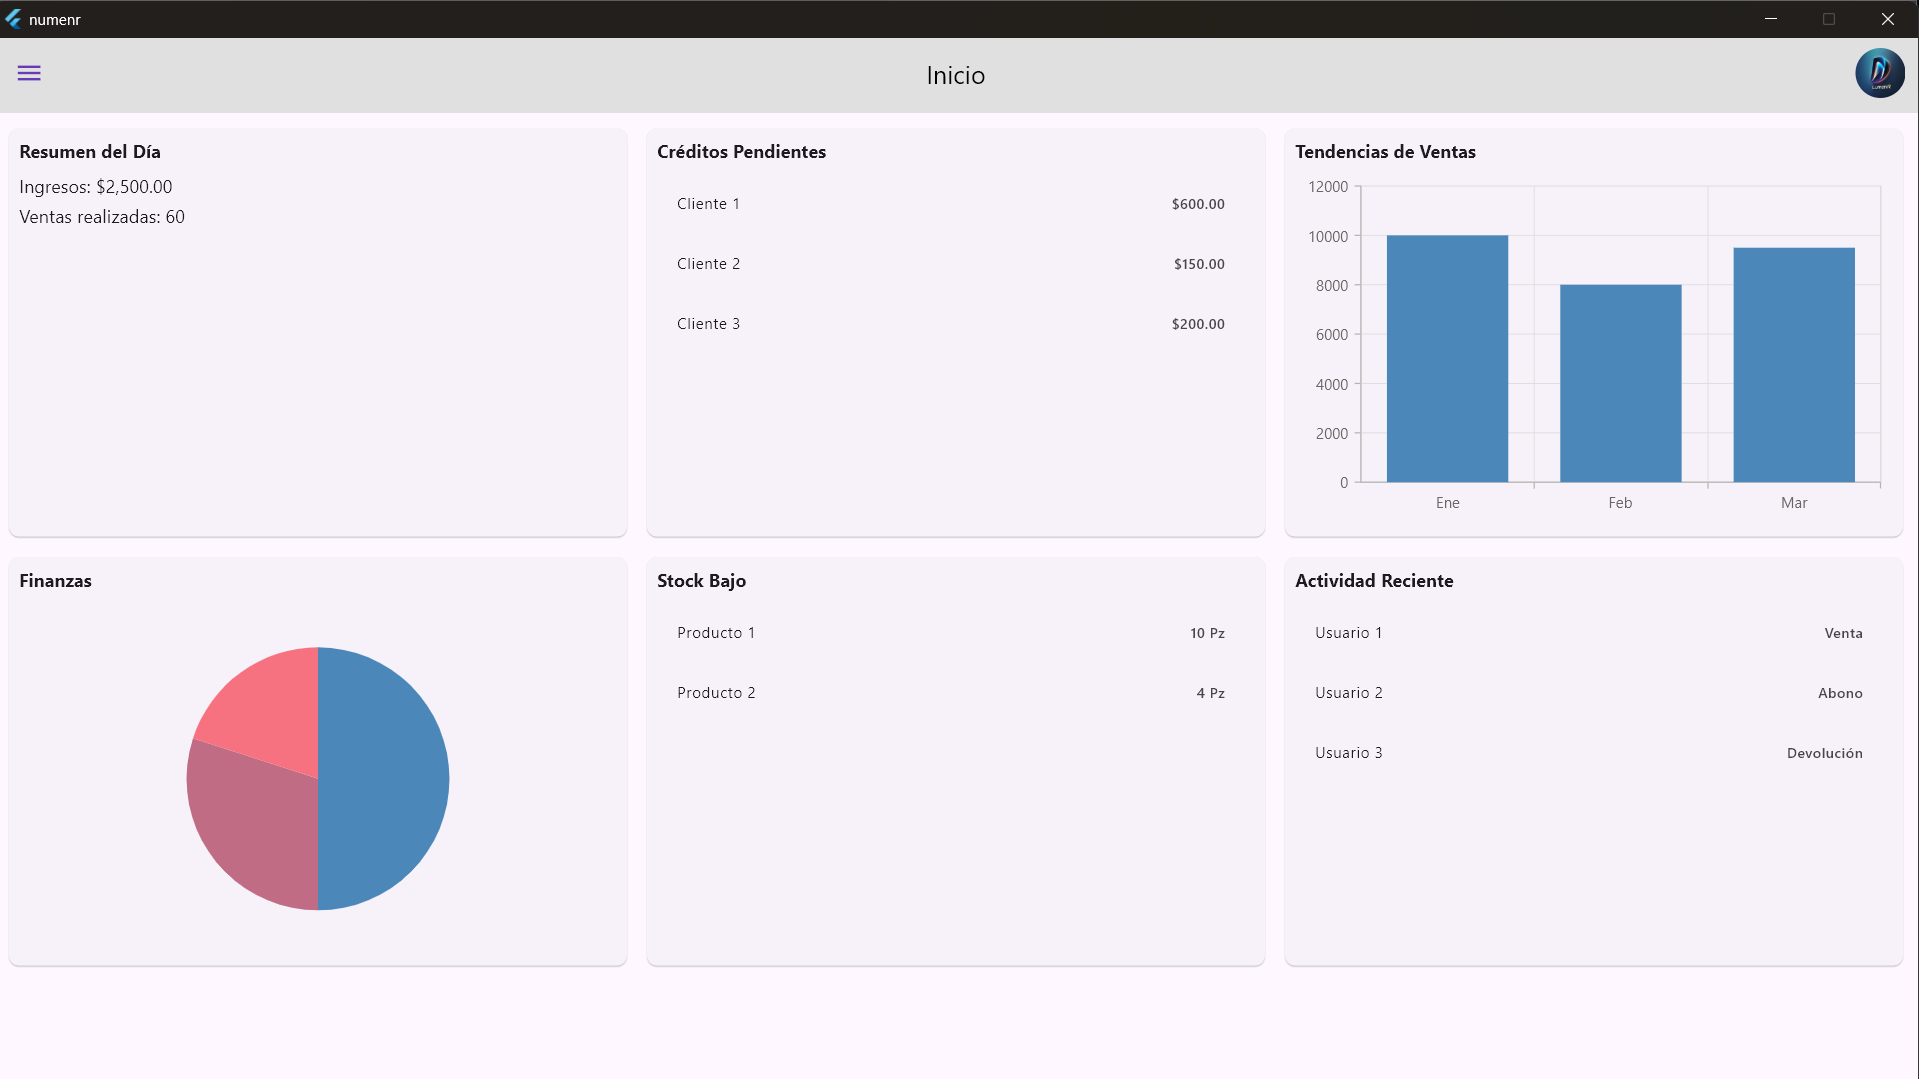 numenr
Inicio
Resumen del Día
Ingresos: $2,500.00
Ventas realizadas: 60
Créditos Pendientes
Cliente 1 $600.00
Cliente 2 $150.00
Cliente 3 $200.00
Tendencias de Ventas
12000
10000
8000
6000
4000
2000
0
Ene Feb Mar
Finanzas
Stock Bajo
Producto 1 10 Pz
Producto 2 4 Pz
Actividad Reciente
Usuario 1 Venta
Usuario 2 Abono
Usuario 3 Devolución